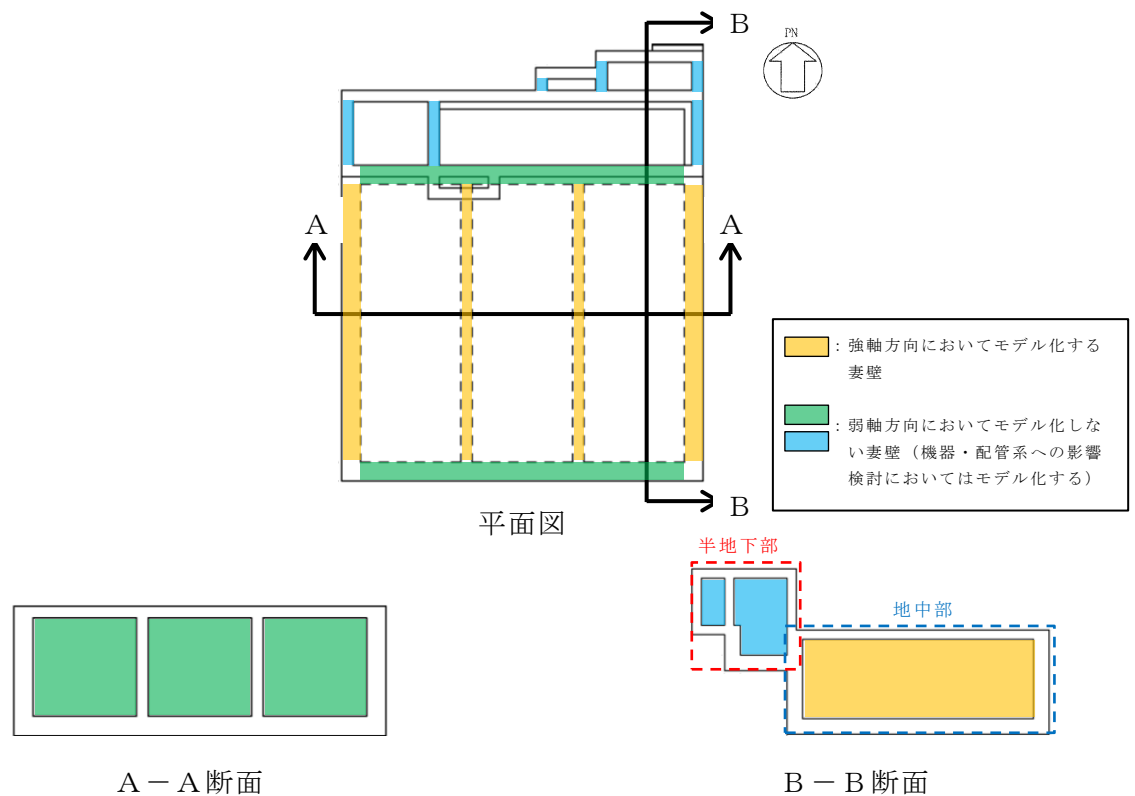 B
PN
A
A
：強軸方向においてモデル化する
妻壁
：弱軸方向においてモデル化しな
い妻壁（機器・配管系への影響
検討においてはモデル化する）
B
平面図
半地下部
地中部
A－A断面
B－B断面